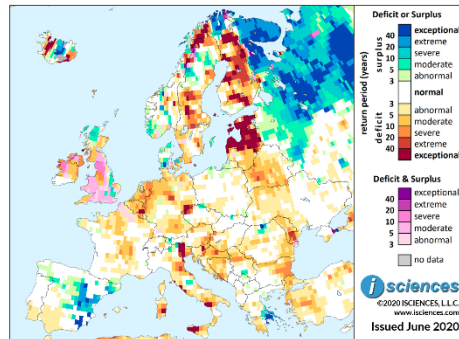 Deficit or Surplus
return period (years)
surplus
deficit
40 exceptional
20 extreme
10 severe
5 moderate
3 abnormal
normal
3 abnormal
5 moderate
10 severe
20 extreme
40 exceptional
Deficit & Surplus
40 exceptional
20 extreme
10 severe
5 moderate
3 abnormal
no data
isciences
©2020 ISCIENCES, L.L.C.
www.isciences.com
Issued June 2020